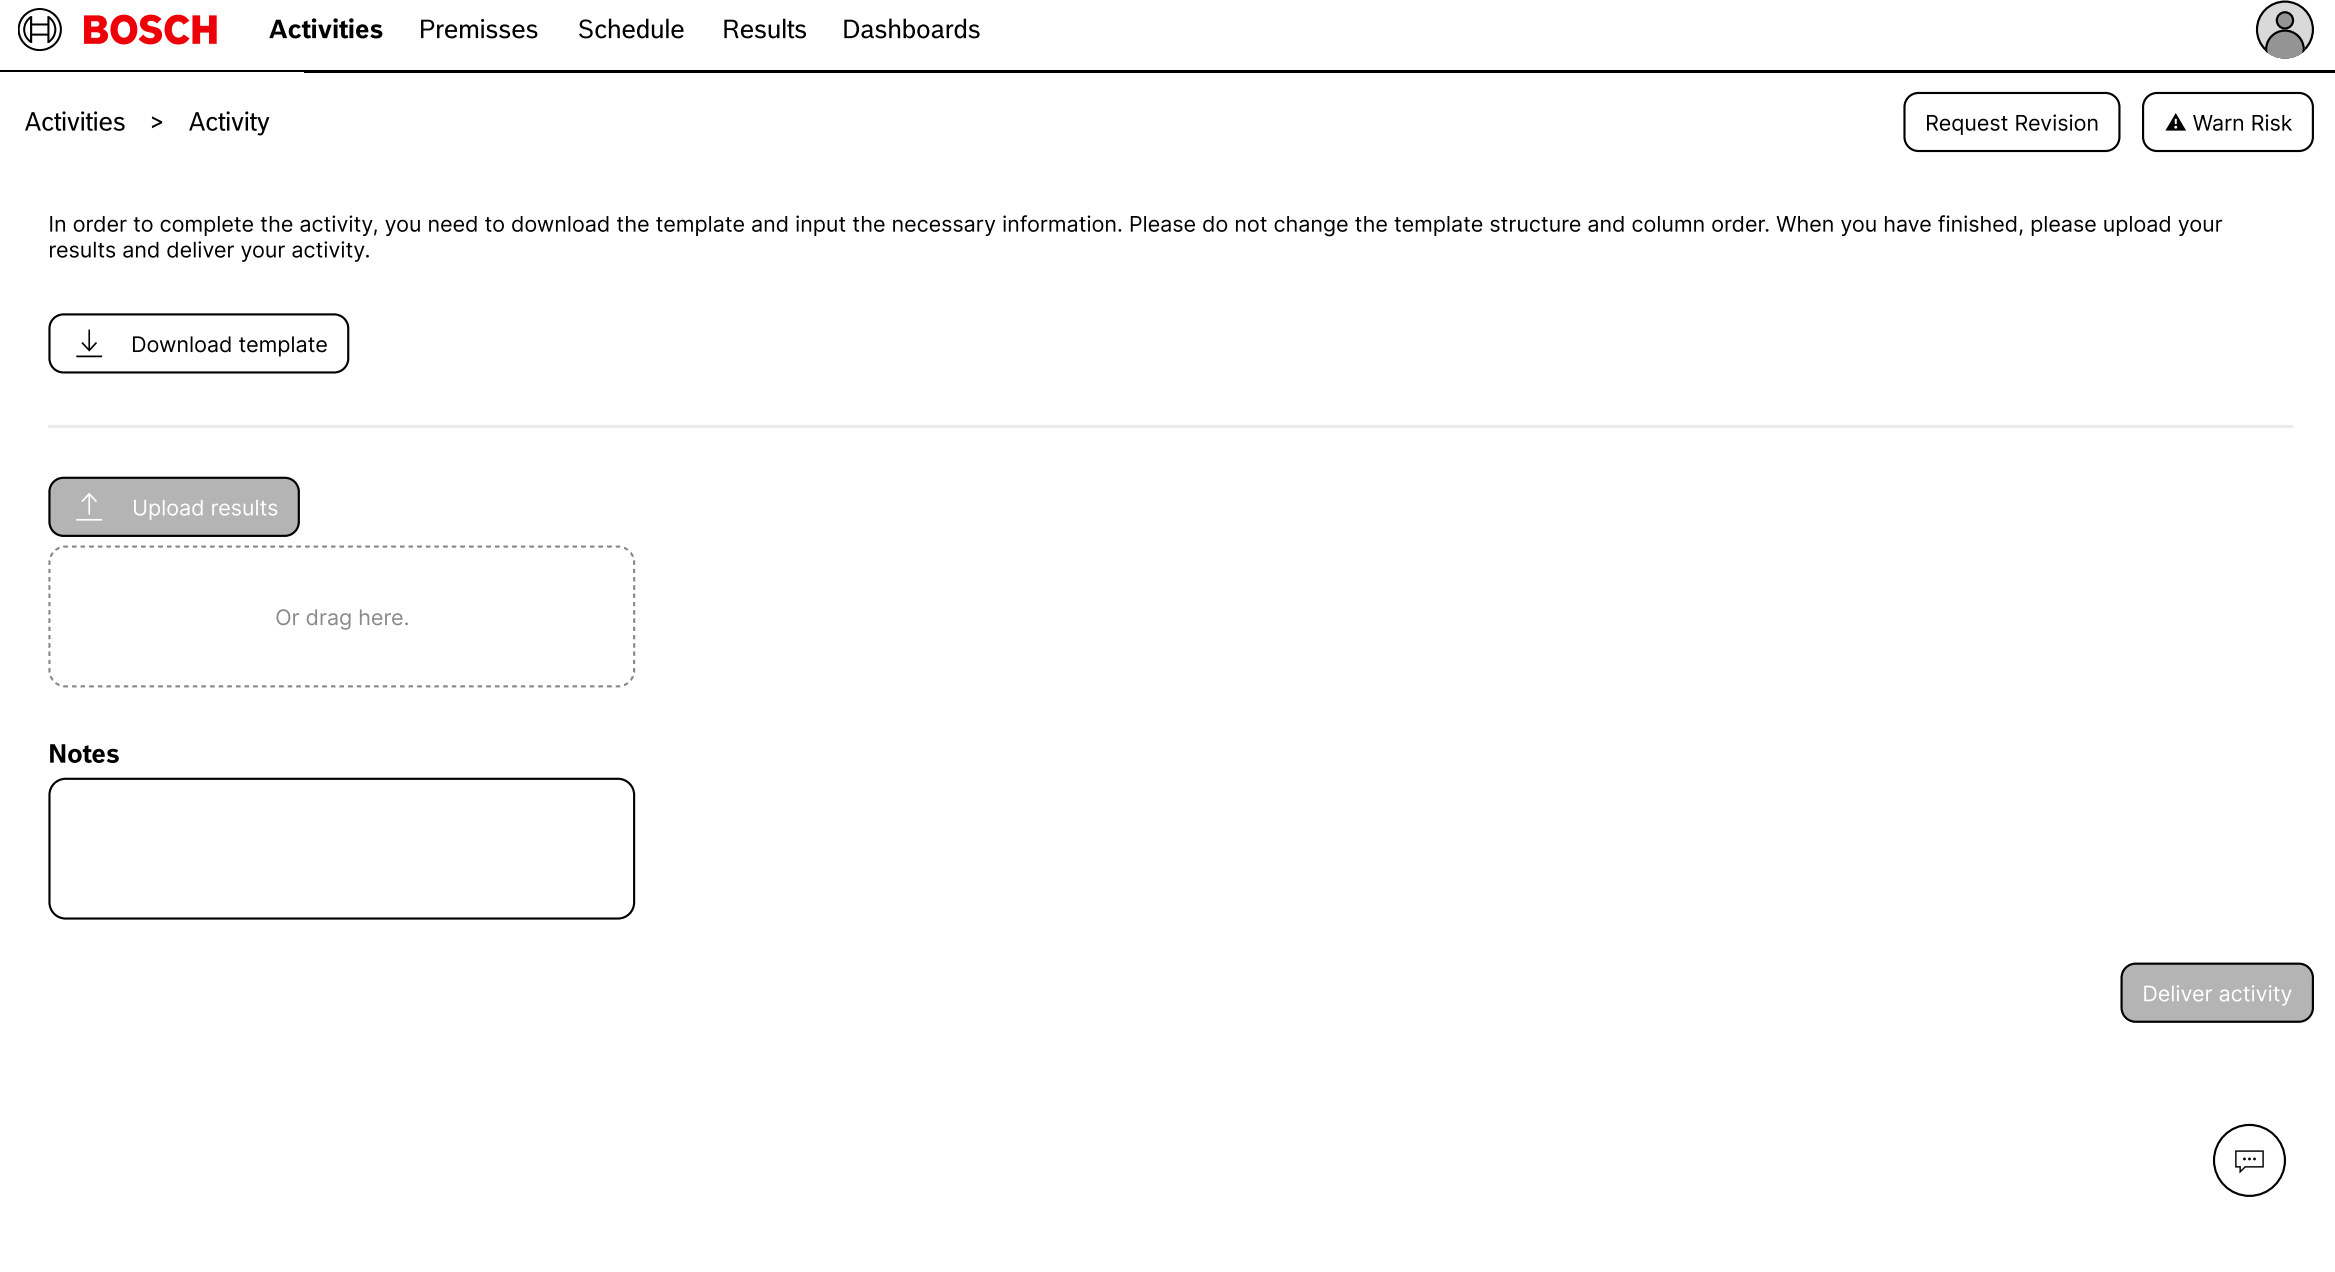 BOSCH
Activities
Premisses
Schedule
Results
Dashboards
Activities > Activity
Request Revision
Warn Risk
In order to complete the activity, you need to download the template and input the necessary information. Please do not change the template structure and column order. When you have finished, please upload your
results and deliver your activity.
Download template
Upload results
Or drag here.
Notes
Deliver activity